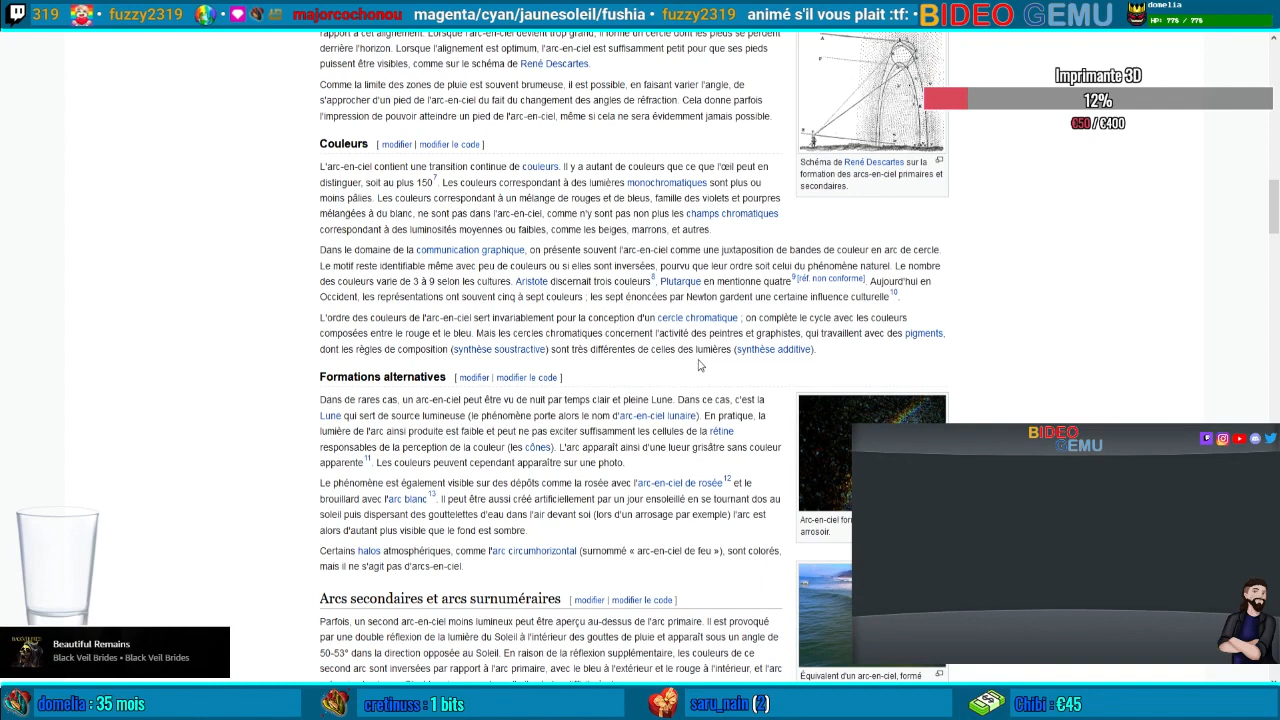 319 fuzzy2319 majorcochonou magenta/cyan/jaunesoleil/fushia • fuzzy2319 animé s'il vous plait :tf: • BIDEO GEMU
domelia
HP: 776 / 776
Imprimante 3D
12%
€50 / €400
rapport à cet alignement. Lorsque l'arc-en-ciel devient trop grand, il forme un cercle dont les pieds se perdent
derrière l'horizon. Lorsque l'alignement est optimum, l'arc-en-ciel est suffisamment petit pour que ses pieds
puissent être visibles, comme sur le schéma de René Descartes.
Comme la limite des zones de pluie est souvent brumeuse, il est possible, en faisant varier l'angle, de
s'approcher d'un pied de l'arc-en-ciel du fait du changement des angles de réfraction. Cela donne parfois
l'impression de pouvoir atteindre un pied de l'arc-en-ciel, même si cela ne sera évidemment jamais possible.
Schéma de René Descartes sur la
formation des arcs-en-ciel primaires et
secondaires.
Couleurs [ modifier | modifier le code ]
L'arc-en-ciel contient une transition continue de couleurs. Il y a autant de couleurs que ce que l'œil peut en
distinguer, soit au plus 150 7. Les couleurs correspondant à des lumières monochromatiques sont plus ou
moins pâlies. Les couleurs correspondant à un mélange de rouges et de bleus, famille des violets et pourpres
mélangées à du blanc, ne sont pas dans l'arc-en-ciel, comme n'y sont pas non plus les champs chromatiques
correspondant à des luminosités moyennes ou faibles, comme les beiges, marrons, et autres.
Dans le domaine de la communication graphique, on présente souvent l'arc-en-ciel comme une juxtaposition de bandes de couleur en arc de cercle.
Le motif reste identifiable même avec peu de couleurs ou si elles sont inversées, pourvu que leur ordre soit celui du phénomène naturel. Le nombre
des couleurs varie de 3 à 9 selon les cultures. Aristote discernait trois couleurs 8. Plutarque en mentionne quatre 9 [réf. non conforme]. Aujourd'hui en
Occident, les représentations ont souvent cinq à sept couleurs ; les sept énoncées par Newton gardent une certaine influence culturelle 10.
L'ordre des couleurs de l'arc-en-ciel sert invariablement pour la conception d'un cercle chromatique ; on complète le cycle avec les couleurs
composées entre le rouge et le bleu. Mais les cercles chromatiques concernent l'activité des peintres et graphistes, qui travaillent avec des pigments,
dont les règles de composition (synthèse soustractive) sont très différentes de celles des lumières (synthèse additive).
Formations alternatives [ modifier | modifier le code ]
Dans de rares cas, un arc-en-ciel peut être vu de nuit par temps clair et pleine Lune. Dans ce cas, c'est la
Lune qui sert de source lumineuse (le phénomène porte alors le nom d'arc-en-ciel lunaire). En pratique, la
lumière de l'arc ainsi produite est faible et peut ne pas exciter suffisamment les cellules de la rétine
responsables de la perception de la couleur (les cônes). L'arc apparaît ainsi d'une lueur grisâtre sans couleur
apparente 11. Les couleurs peuvent cependant apparaître sur une photo.
Le phénomène est également visible sur des dépôts comme la rosée avec l'arc-en-ciel de rosée 12 et le
brouillard avec l'arc blanc 13. Il peut être aussi créé artificiellement par un jour ensoleillé en se tournant dos au
soleil puis dispersant des gouttelettes d'eau dans l'air devant soi (lors d'un arrosage par exemple) l'arc est
alors d'autant plus visible que le fond est sombre.
Certains halos atmosphériques, comme l'arc circumhorizontal (surnommé « arc-en-ciel de feu »), sont colorés,
mais il ne s'agit pas d'arcs-en-ciel.
Arc-en-ciel for
arrosoir.
BIDEO
GEMU
Arcs secondaires et arcs surnuméraires [ modifier | modifier le code ]
Parfois, un second arc-en-ciel moins lumineux peut être aperçu au-dessus de l'arc primaire. Il est provoqué
par une double réflexion de la lumière du Soleil à l'intérieur des gouttes de pluie et apparaît sous un angle de
50-53° dans la direction opposée au Soleil. En raison de la réflexion supplémentaire, les couleurs de ce
second arc sont inversées par rapport à l'arc primaire, avec le bleu à l'extérieur et le rouge à l'intérieur, et l'arc
Équivalent d'un arc-en-ciel, formé
Beautiful Remains
Black Veil Brides • Black Veil Brides
domelia : 35 mois
cretinuss : 1 bits
saru_nain (2)
Chibi : €45